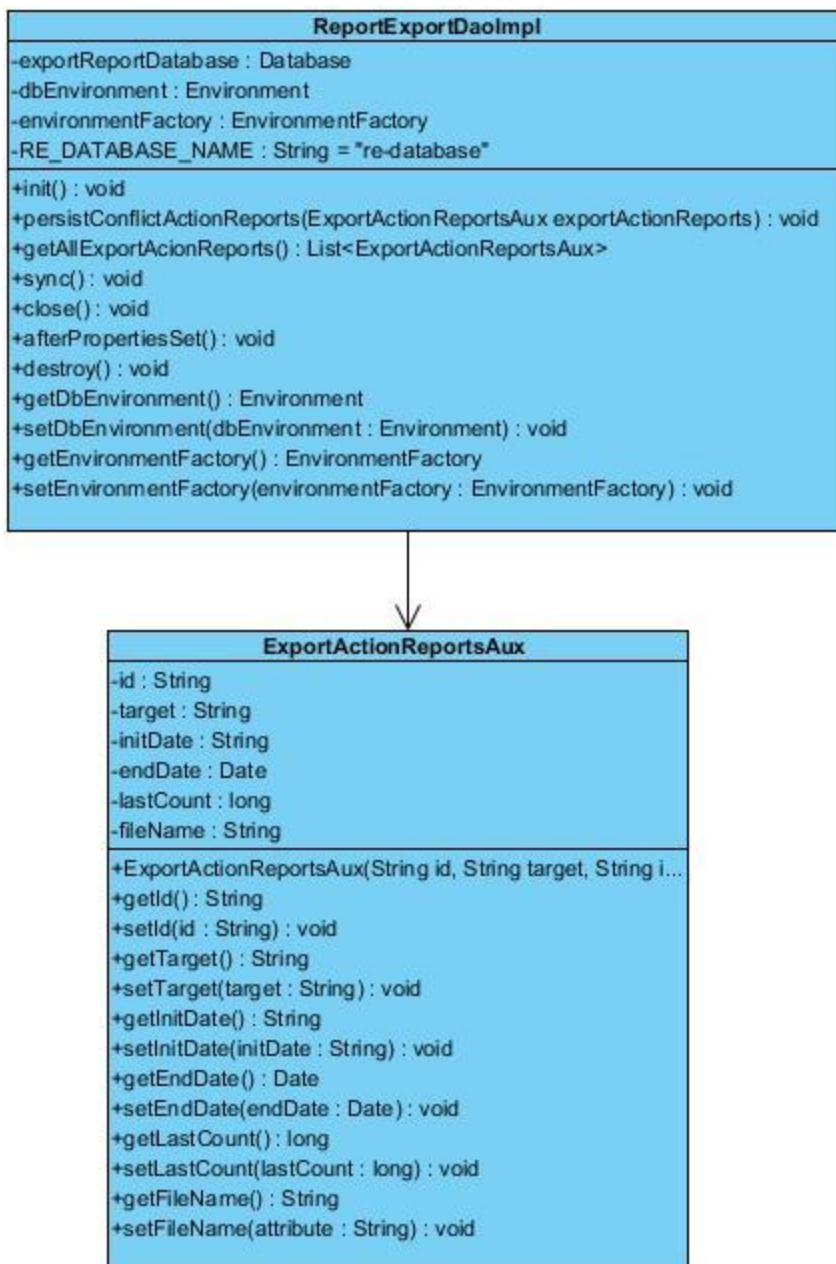 ReportExportDaoImpl
-exportReportDatabase : Database
-dbEnvironment : Environment
-environmentFactory : EnvironmentFactory
-RE_DATABASE_NAME : String = "re-database"
+init() : void
+persistConflictActionReports(ExportActionReportsAux exportActionReports) : void
+getAllExportAcionReports() : List<ExportActionReportsAux>
+sync() : void
+close() : void
+afterPropertiesSet() : void
+destroy() : void
+getDbEnvironment() : Environment
+setDbEnvironment(dbEnvironment : Environment) : void
+getEnvironmentFactory() : EnvironmentFactory
+setEnvironmentFactory(environmentFactory : EnvironmentFactory) : void
ExportActionReportsAux
-id : String
-target : String
-initDate : String
-endDate : Date
-lastCount : long
-fileName : String
+ExportActionReportsAux(String id, String target, String i...
+getId() : String
+setId(id : String) : void
+getTarget() : String
+setTarget(target : String) : void
+getInitDate() : String
+setInitDate(initDate : String) : void
+getEndDate() : Date
+setEndDate(endDate : Date) : void
+getLastCount() : long
+setLastCount(lastCount : long) : void
+getFileName() : String
+setFileName(attribute : String) : void